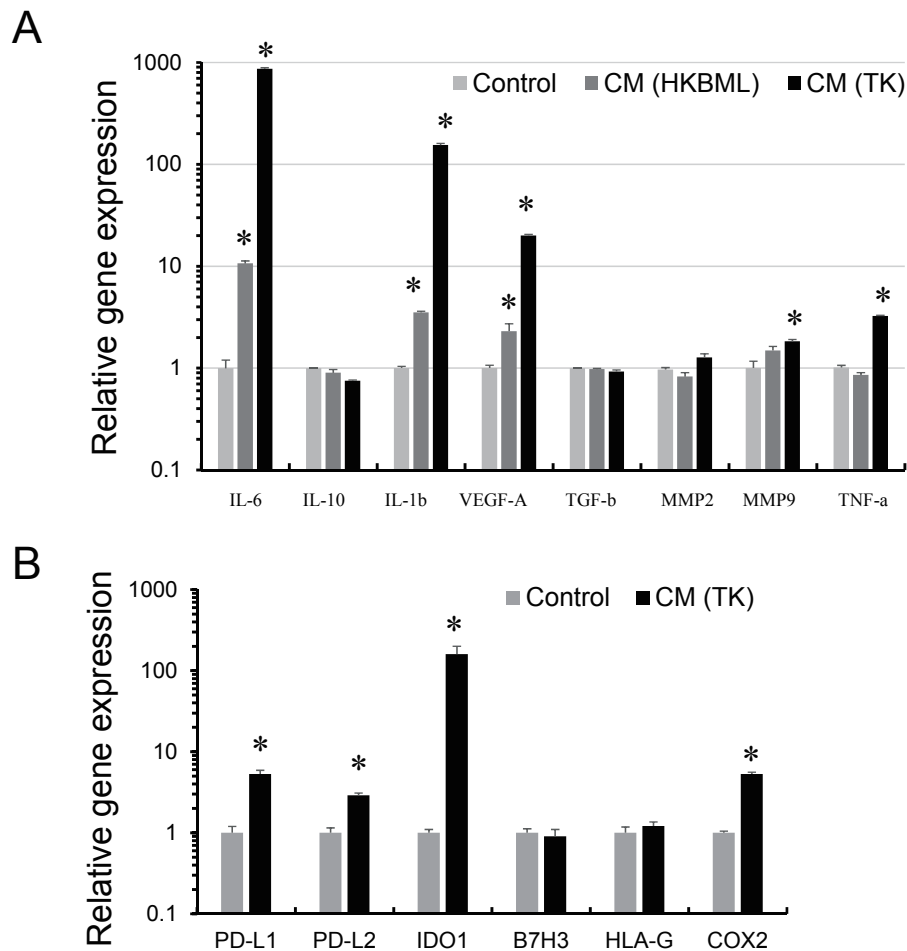 A
Relative gene expression
1000
100
10
1
0.1
Control CM (HKBML) CM (TK)
*
*
*
*
*
*
*
*
IL-6 IL-10 IL-1b VEGF-A TGF-b MMP2 MMP9 TNF-a
B
Relative gene expression
1000
100
10
1
0.1
Control CM (TK)
*
*
*
*
PD-L1 PD-L2 IDO1 B7H3 HLA-G COX2